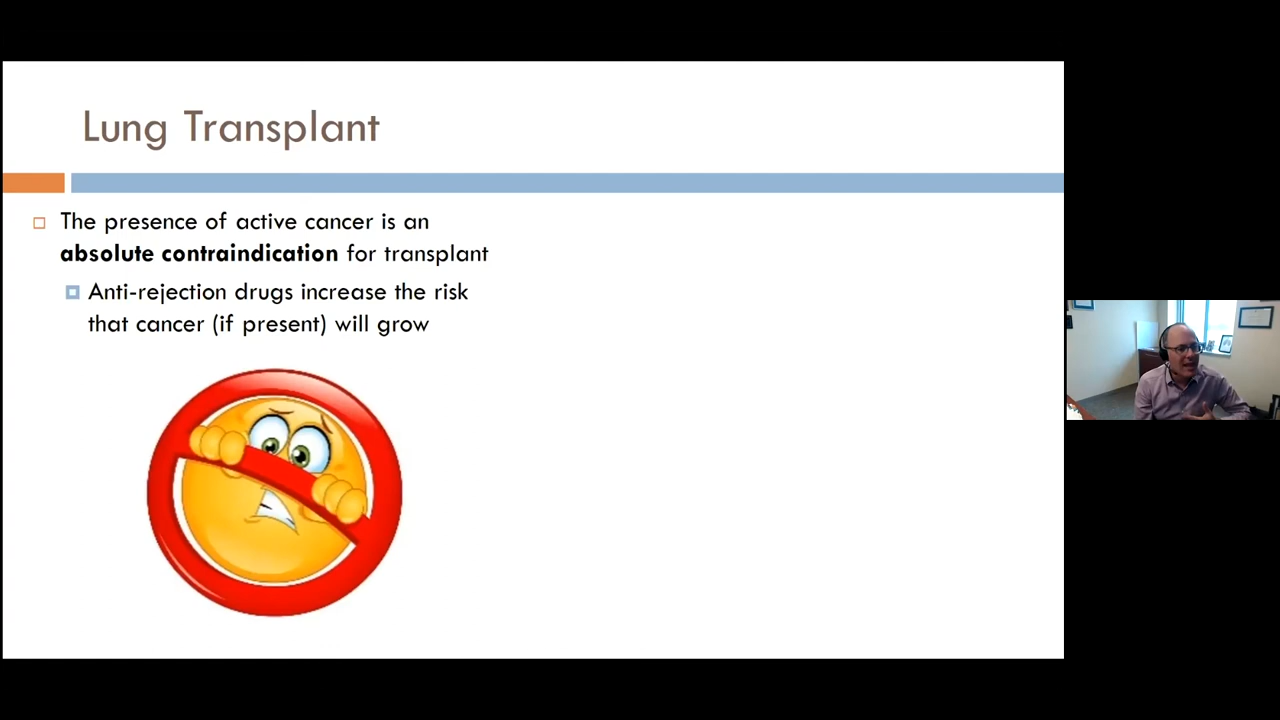 Lung Transplant
The presence of active cancer is an
absolute contraindication for transplant
Anti-rejection drugs increase the risk
that cancer (if present) will grow